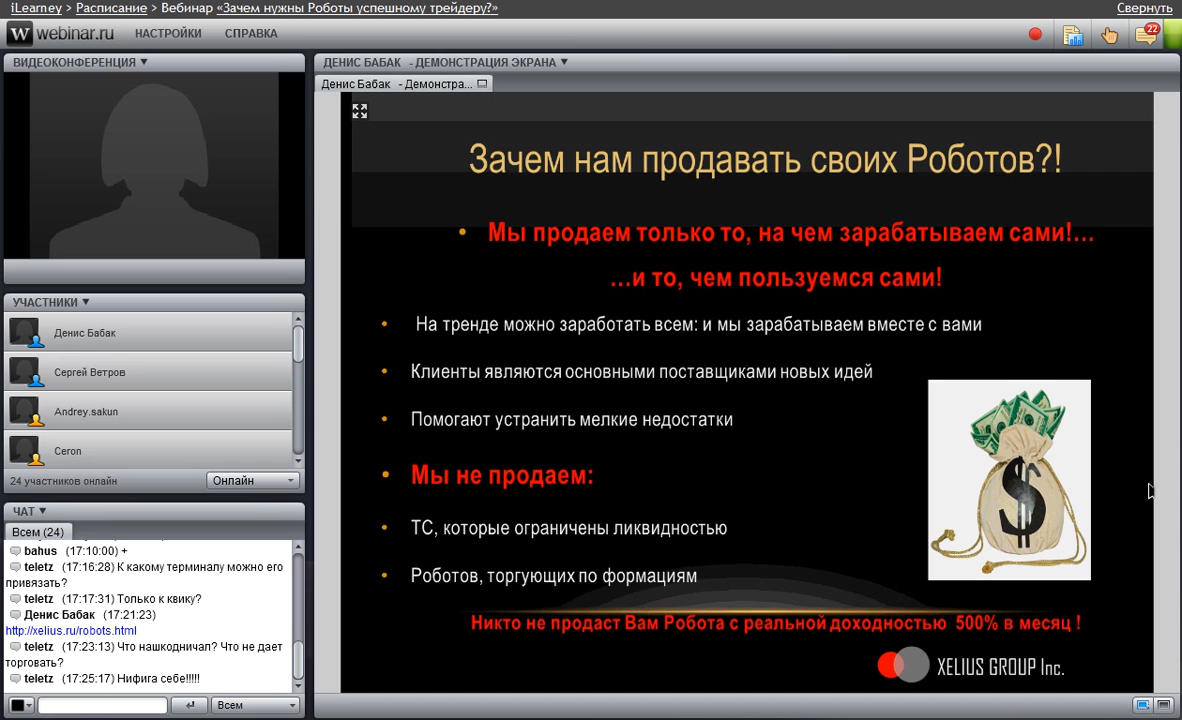 iLearney > Расписание > Вебинар «Зачем нужны Роботы успешному трейдеру?»
Свернуть
W webinar.ru НАСТРОЙКИ СПРАВКА
22
ВИДЕОКОНФЕРЕНЦИЯ
УЧАСТНИКИ
Денис Бабак
Сергей Ветров
Andrey.sakun
Ceron
24 участников онлайн
Онлайн
ЧАТ
Всем (24)
bahus (17:10:00) +
teletz (17:16:28) К какому терминалу можно его
привязать?
teletz (17:17:31) Только к квику?
Денис Бабак (17:21:23)
http://xelius.ru/robots.html
teletz (17:23:13) Что нашкодничал? Что не дает
торговать?
teletz (17:25:17) Нифига себе!!!!!
Всем
ДЕНИС БАБАК - ДЕМОНСТРАЦИЯ ЭКРАНА
Денис Бабак - Демонстра...
Зачем нам продавать своих Роботов?!
• Мы продаем только то, на чем зарабатываем сами!...
...и то, чем пользуемся сами!
• На тренде можно заработать всем: и мы зарабатываем вместе с вами
• Клиенты являются основными поставщиками новых идей
• Помогают устранить мелкие недостатки
• Мы не продаем:
• ТС, которые ограничены ликвидностью
• Роботов, торгующих по формациям
$
Никто не продаст Вам Робота с реальной доходностью 500% в месяц !
XELIUS GROUP Inc.